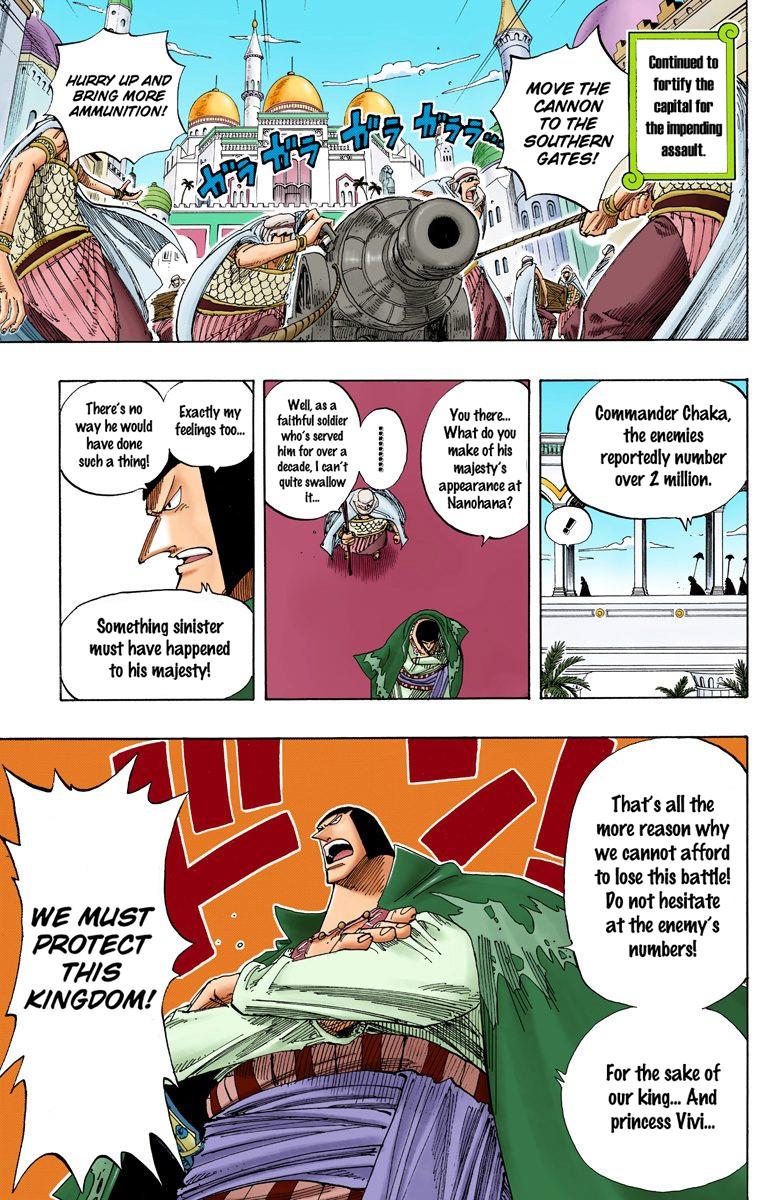 Continued to
fortify the
capital for
the impending
assault.
MOVE THE
CANNON
TO THE
SOUTHERN
GATES!
HURRY UP AND
BRING MORE
AMMUNITION!
ガラガラガララ...
Commander Chaka,
the enemies
reportedly number
over 2 million.
!
You there...
What do you
make of his
majesty's
appearance at
Nanohana?
.........
Well, as a
faithful soldier
who's served
him for over a
decade, I can't
quite swallow
it...
Exactly my
feelings too...
There's no
way he would
have done
such a thing!
Something sinister
must have happened
to his majesty!
That's all the
more reason why
we cannot afford
to lose this battle!
Do not hesitate
at the enemy's
numbers!
For the sake of
our king... And
princess Vivi...
WE MUST
PROTECT
THIS
KINGDOM!